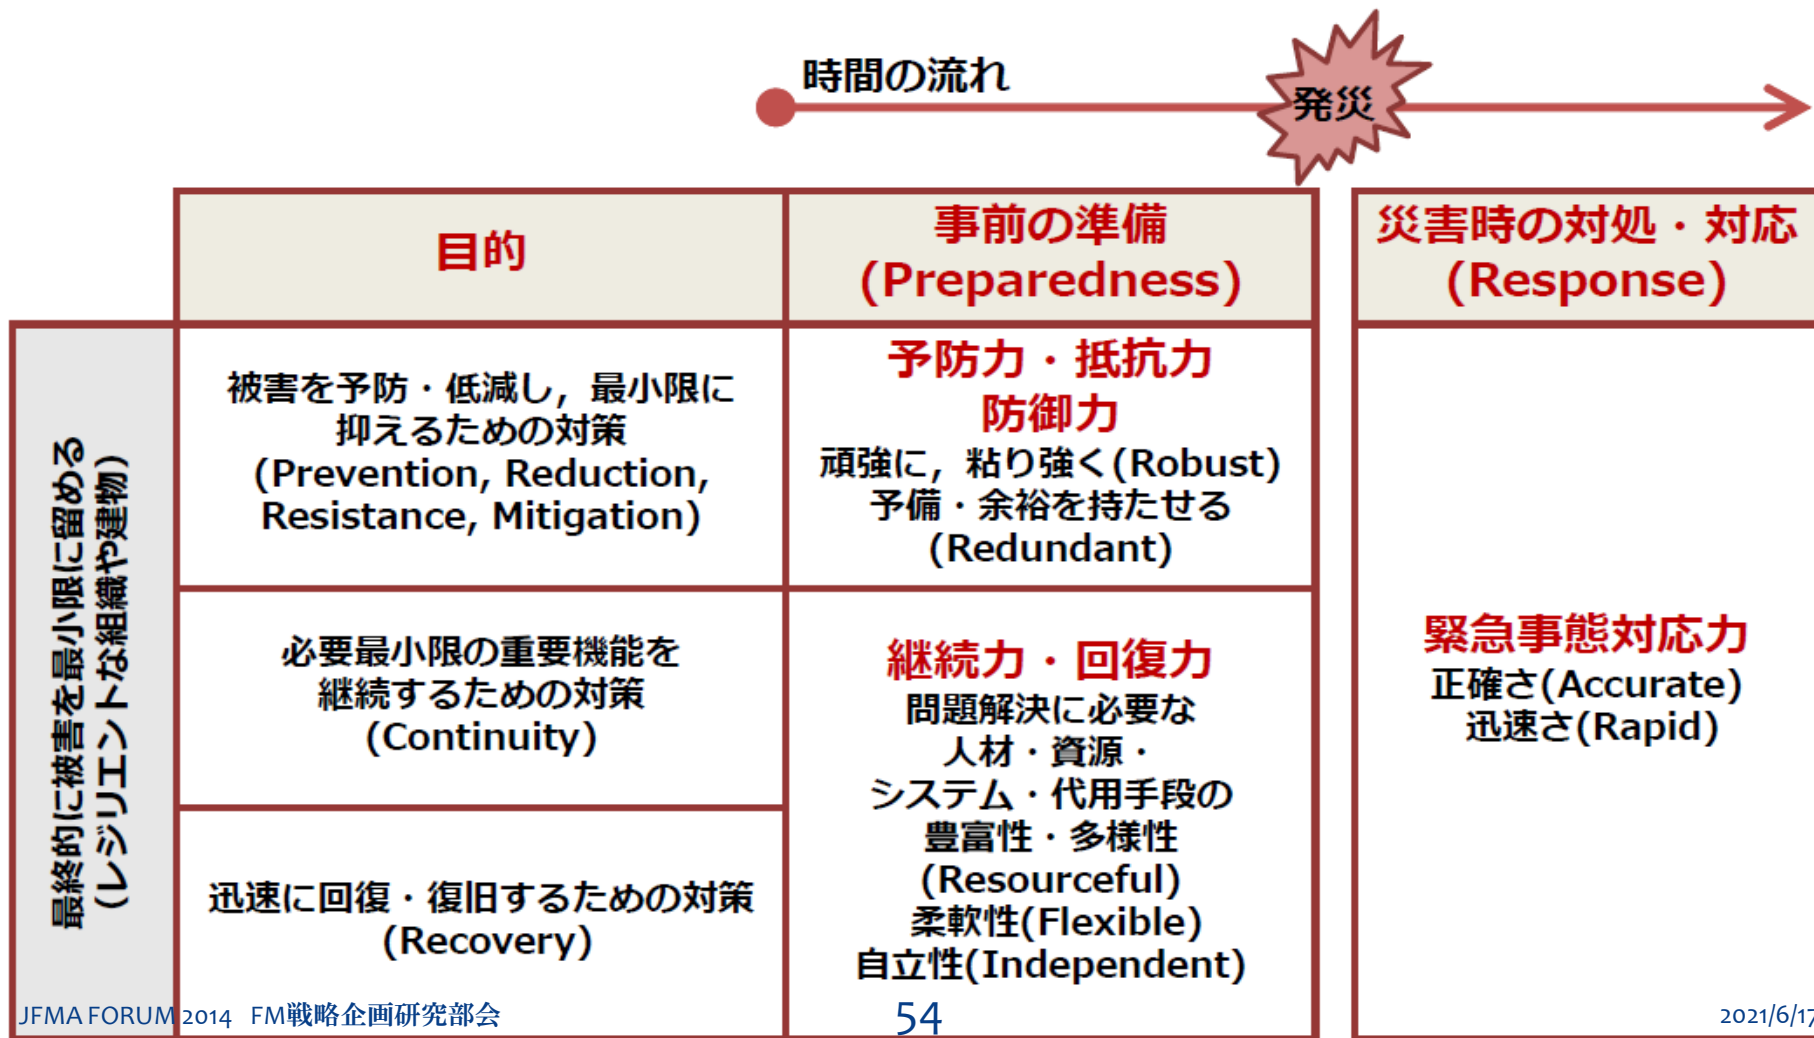 時間の流れ
発災
目的
事前の準備
(Preparedness)
災害時の対処・対応
(Response)
最終的に被害を最小限に留める
(レジリエントな組織や建物)
被害を予防・低減し，最小限に
抑えるための対策
(Prevention, Reduction,
Resistance, Mitigation)
予防力・抵抗力
防御力
頑強に，粘り強く(Robust)
予備・余裕を持たせる
(Redundant)
必要最小限の重要機能を
継続するための対策
(Continuity)
迅速に回復・復旧するための対策
(Recovery)
継続力・回復力
問題解決に必要な
人材・資源・
システム・代用手段の
豊富性・多様性
(Resourceful)
柔軟性(Flexible)
自立性(Independent)
緊急事態対応力
正確さ(Accurate)
迅速さ(Rapid)
JFMA FORUM 2014 FM戦略企画研究部会
54
2021/6/17